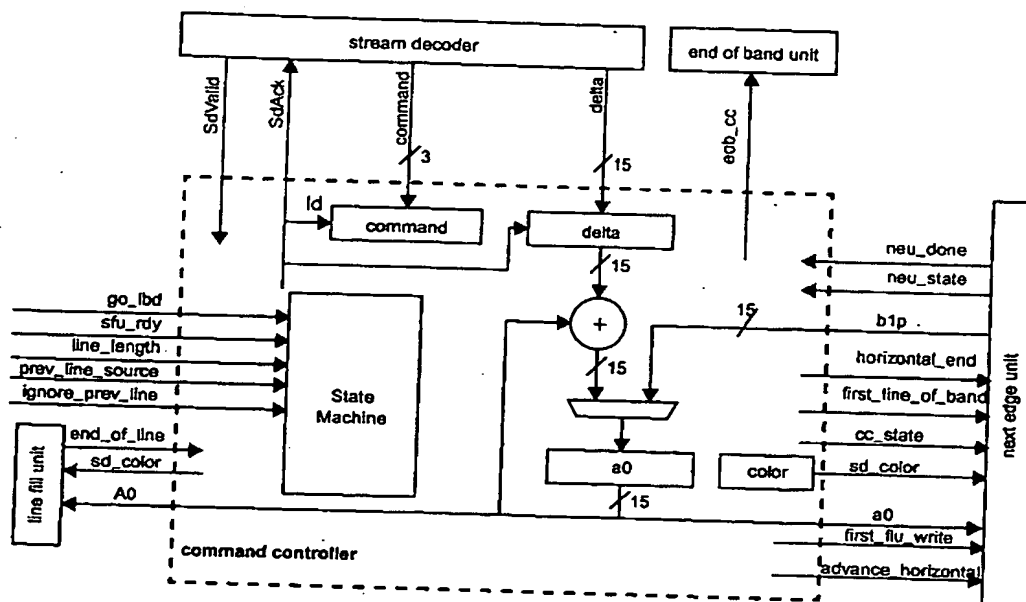 stream decoder
end of band unit
SdValid
SdAck
command
delta
eob_cc
3
15
ld
command
delta
15
neu_done
neu_state
15
b1p
go_lbd
sfu_rdy
line_length
prev_line_source
ignore_prev_line
+
15
horizontal_end
first_line_of_band
cc_state
sd_color
State
Machine
a0
color
15
line fill unit
end_of_line
sd_color
A0
a0
first_flu_write
advance_horizontal
next edge unit
command controller